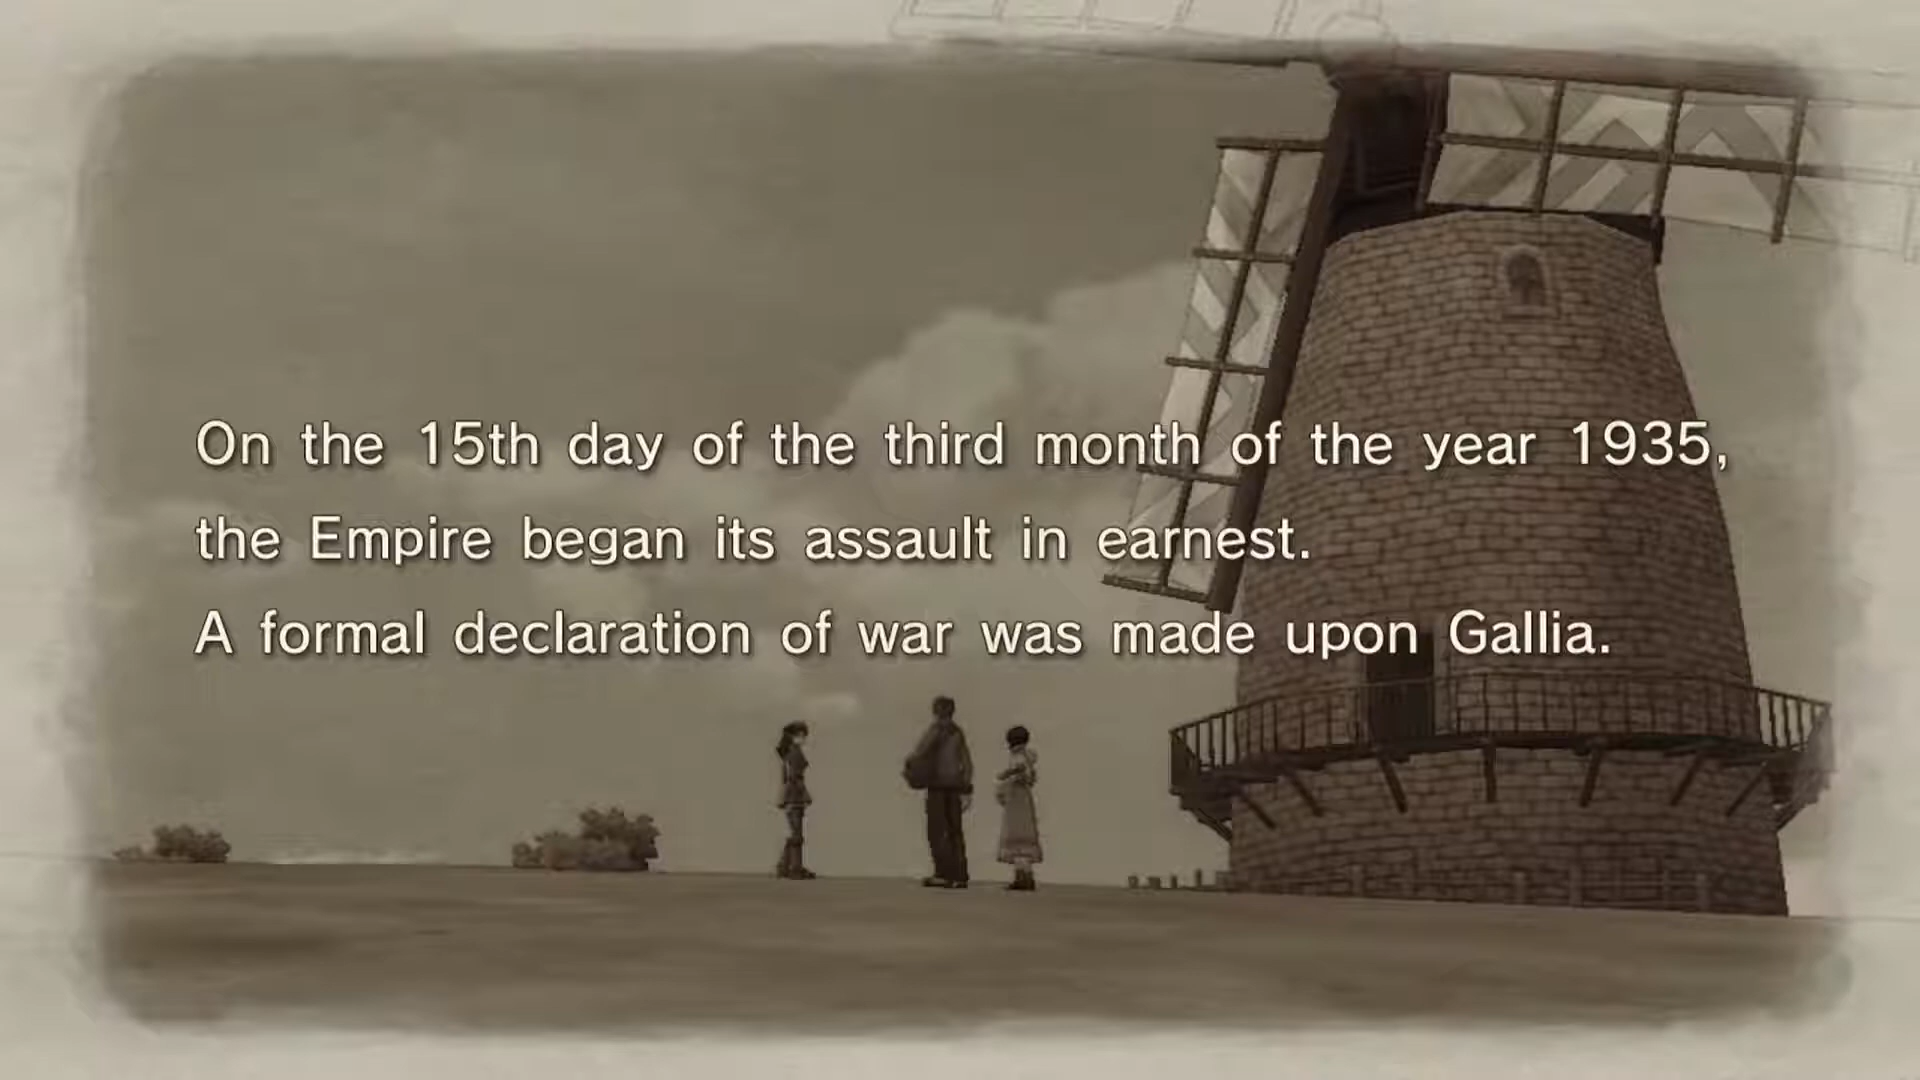 On the 15th day of the third month of the year 1935,
the Empire began its assault in earnest.
A formal declaration of war was made upon Gallia.